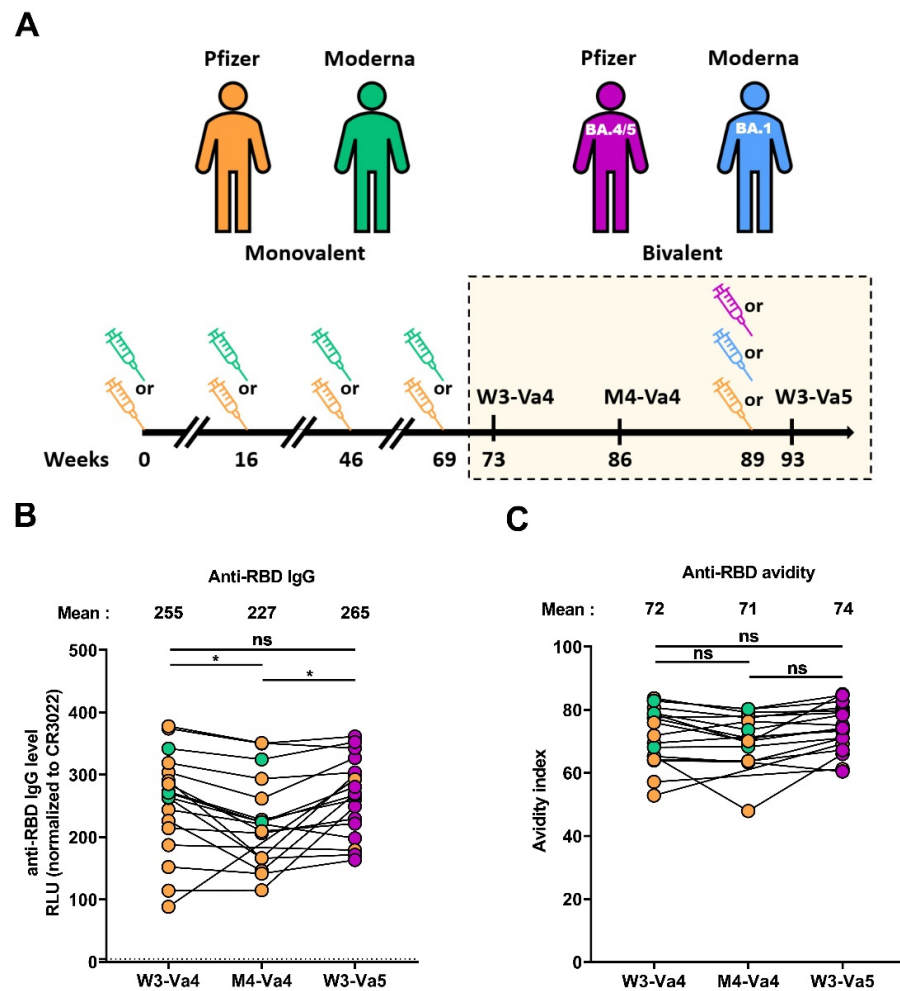 A
Pfizer Moderna Pfizer Moderna
BA.4/5 BA.1
Monovalent Bivalent
or
or or or or or
W3-Va4 M4-Va4 or W3-Va5
Weeks 0 16 46 69 73 86 89 93
B
Anti-RBD IgG
Mean : 255 227 265
ns
* *
anti-RBD IgG level
RLU (normalized to CR3022)
500
400
300
200
100
0
W3-Va4 M4-Va4 W3-Va5
C
Anti-RBD avidity
Mean : 72 71 74
ns
ns ns
Avidity index
100
80
60
40
20
0
W3-Va4 M4-Va4 W3-Va5